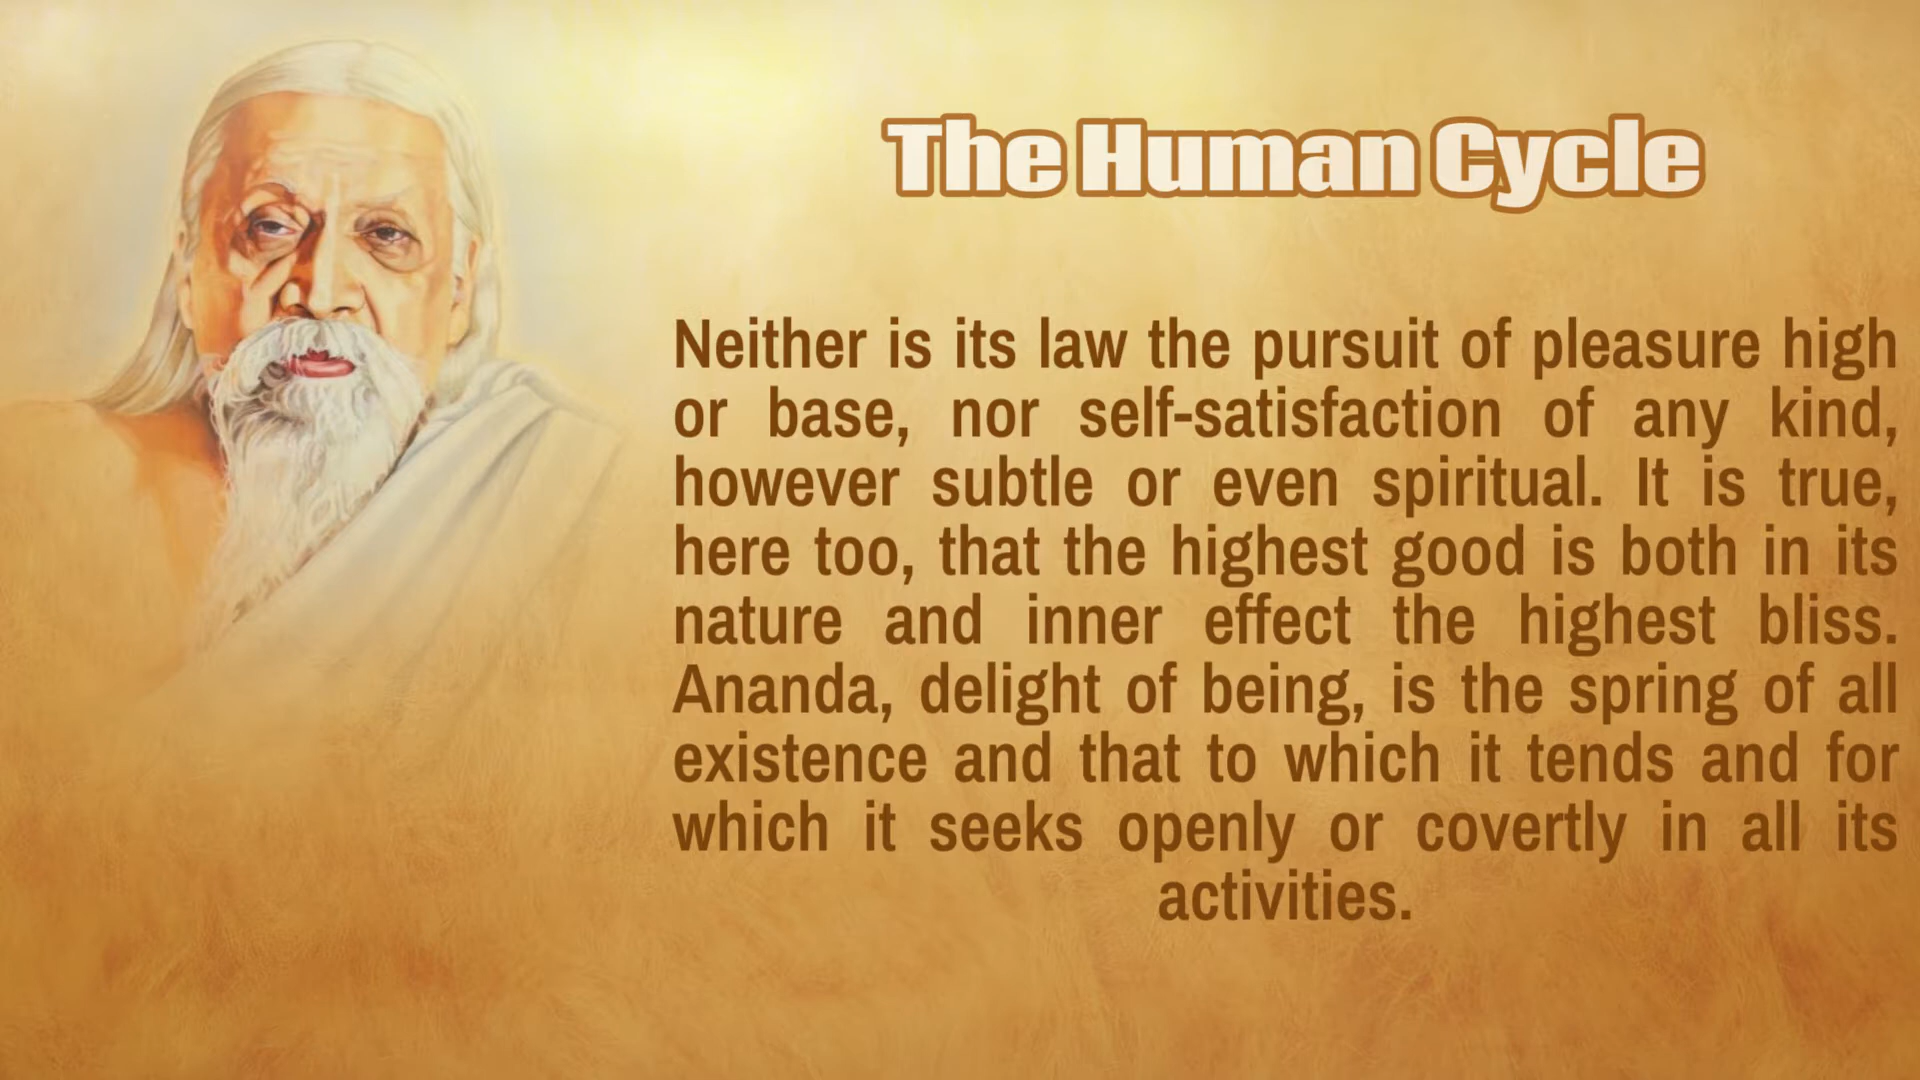 The Human Cycle
Neither is its law the pursuit of pleasure high
or base, nor self-satisfaction of any kind,
however subtle or even spiritual. It is true,
here too, that the highest good is both in its
nature and inner effect the highest bliss.
Ananda, delight of being, is the spring of all
existence and that to which it tends and for
which it seeks openly or covertly in all its
activities.